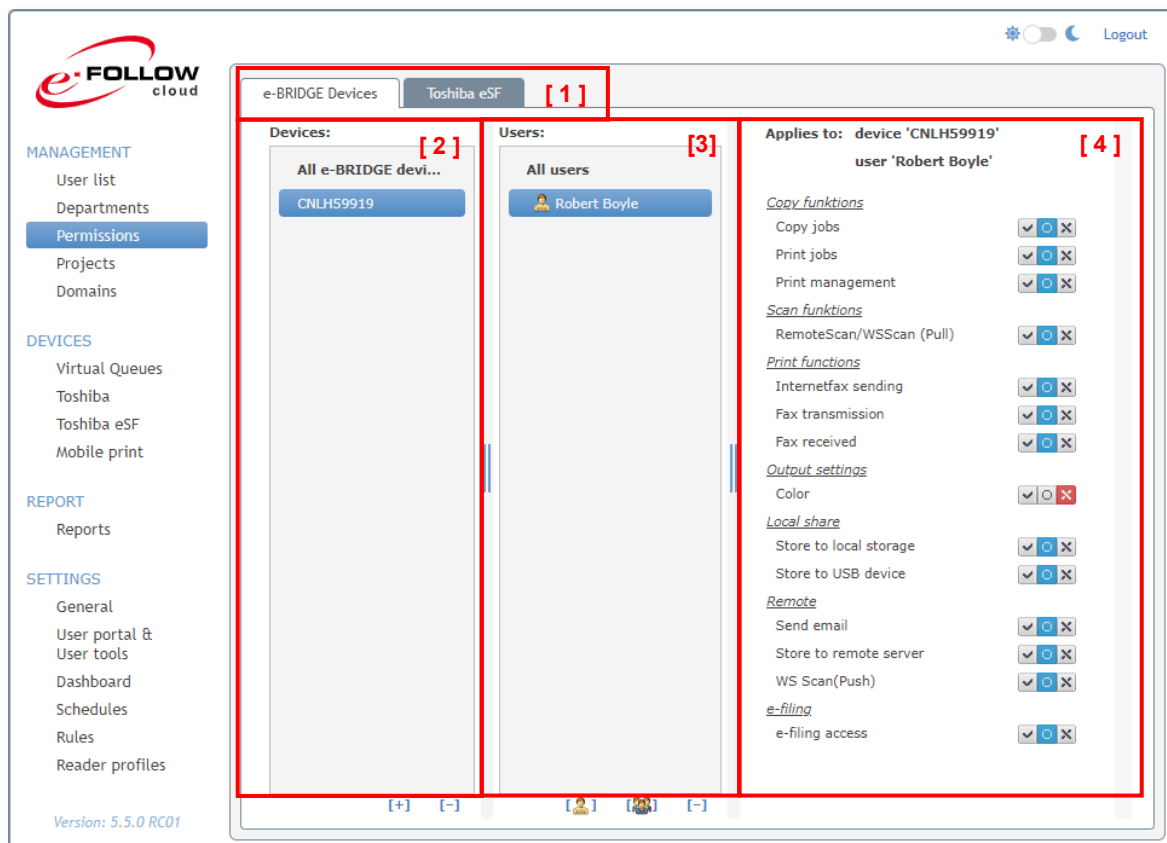 Logout
e·FOLLOW
cloud
e-BRIDGE Devices
Toshiba eSF
[ 1 ]
MANAGEMENT
User list
Departments
Permissions
Projects
Domains
DEVICES
Virtual Queues
Toshiba
Toshiba eSF
Mobile print
REPORT
Reports
SETTINGS
General
User portal &
User tools
Dashboard
Schedules
Rules
Reader profiles
Version: 5.5.0 RC01
Devices:
[ 2 ]
All e-BRIDGE devi...
CNLH59919
[+] [−]
Users:
[3]
All users
Robert Boyle
[ ] [ ] [−]
Applies to: device 'CNLH59919'
user 'Robert Boyle'
[ 4 ]
Copy funktions
Copy jobs
Print jobs
Print management
Scan funktions
RemoteScan/WSScan (Pull)
Print functions
Internetfax sending
Fax transmission
Fax received
Output settings
Color
Local share
Store to local storage
Store to USB device
Remote
Send email
Store to remote server
WS Scan(Push)
e-filing
e-filing access